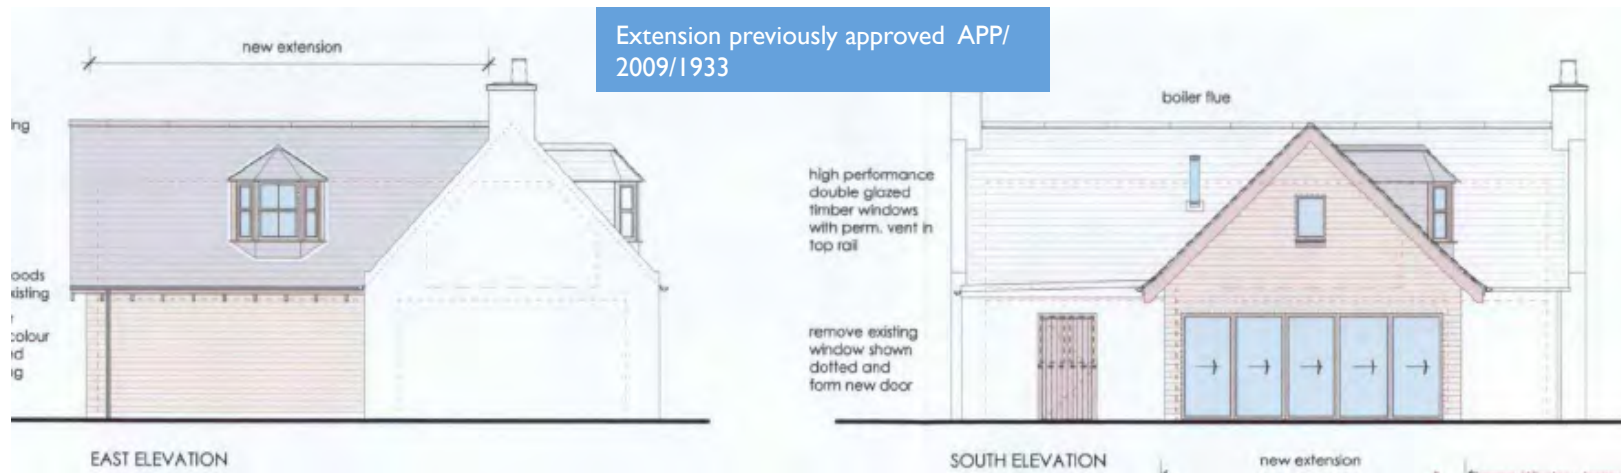 new extension
Extension previously approved APP/
2009/1933
boiler flue
high performance
double glazed
timber windows
with perm. vent in
top rail
remove existing
window shown
dotted and
form new door
colour
EAST ELEVATION
SOUTH ELEVATION
new extension